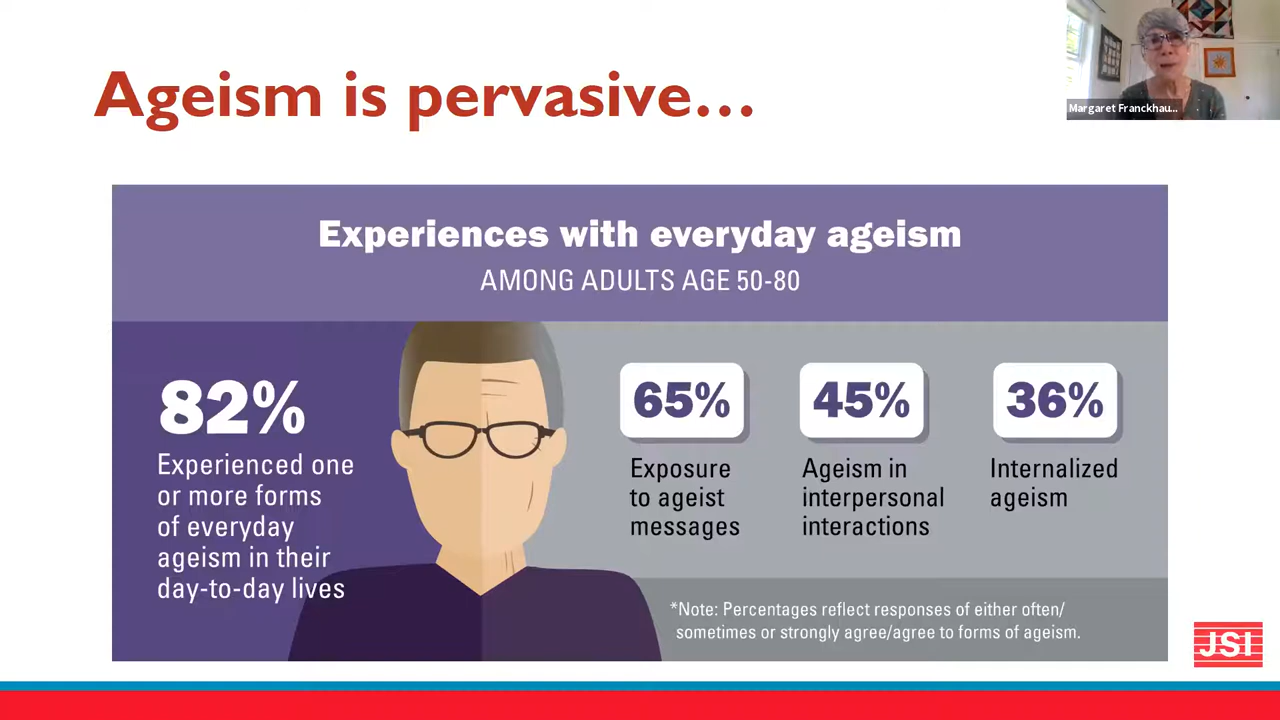 Ageism is pervasive...
Margaret Franckhau...
Experiences with everyday ageism
AMONG ADULTS AGE 50-80
82%
Experienced one
or more forms
of everyday
ageism in their
day-to-day lives
65%
Exposure
to ageist
messages
45%
Ageism in
interpersonal
interactions
36%
Internalized
ageism
*Note: Percentages reflect responses of either often/
sometimes or strongly agree/agree to forms of ageism.
JSI